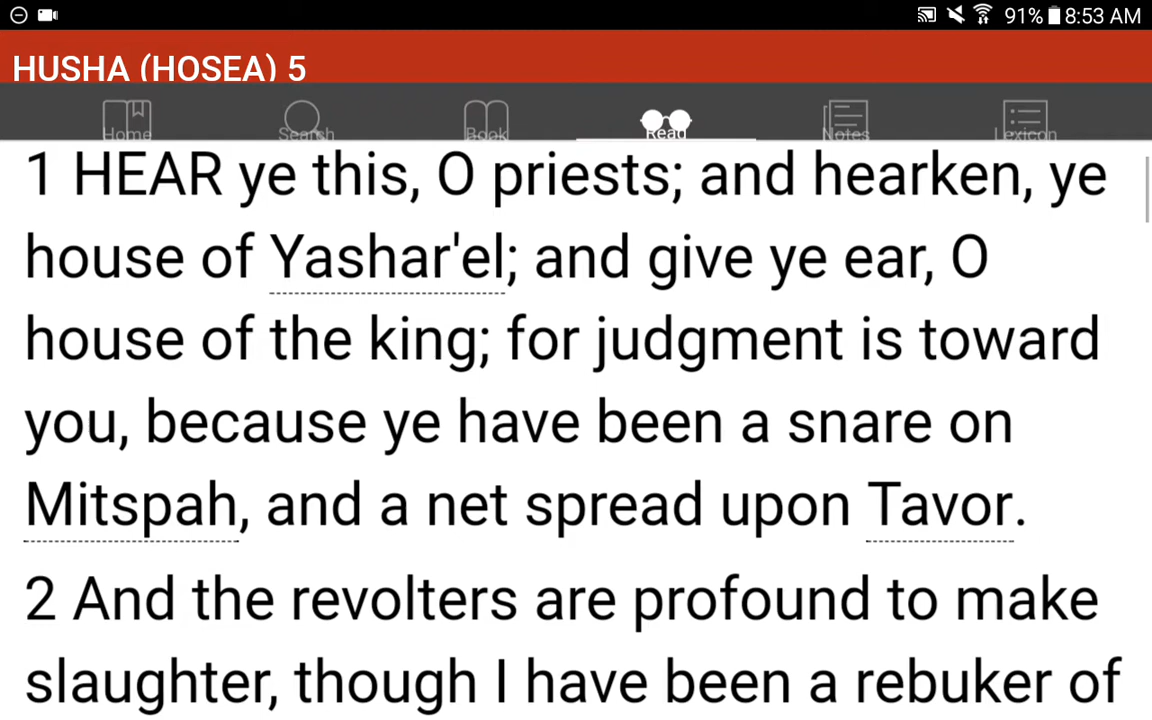 91% 8:53 AM
HUSHA (HOSEA) 5
Home Search Book Read Notes Lexicon
1 HEAR ye this, O priests; and hearken, ye
house of Yashar'el; and give ye ear, O
house of the king; for judgment is toward
you, because ye have been a snare on
Mitspah, and a net spread upon Tavor.
2 And the revolters are profound to make
slaughter, though I have been a rebuker of